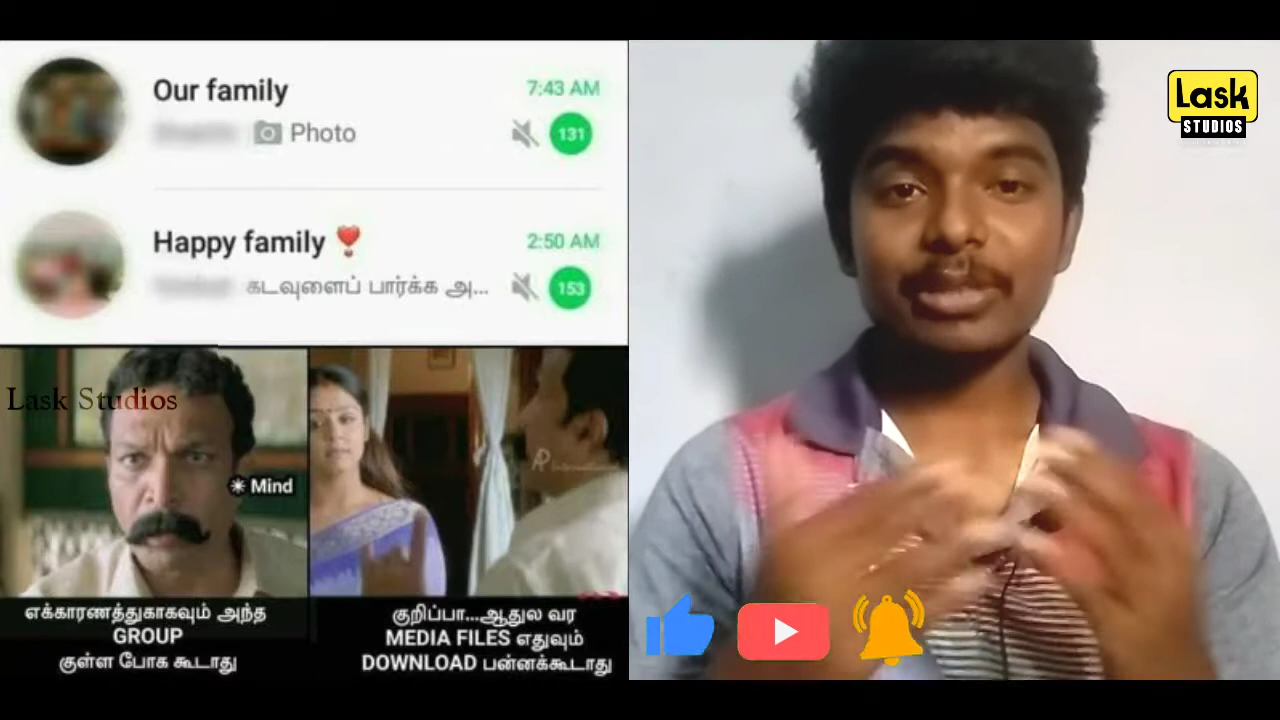 Our family
7:43 AM
Photo
131
Happy family
2:50 AM
கடவுளைப் பார்க்க அ...
153
Lask
STUDIOS
Lask Studios
Mind
எக்காரணத்துகாகவும் அந்த
GROUP
குள்ள போக கூடாது
குறிப்பா...ஆதுல வர
MEDIA FILES எதுவும்
DOWNLOAD பன்னக்கூடாது